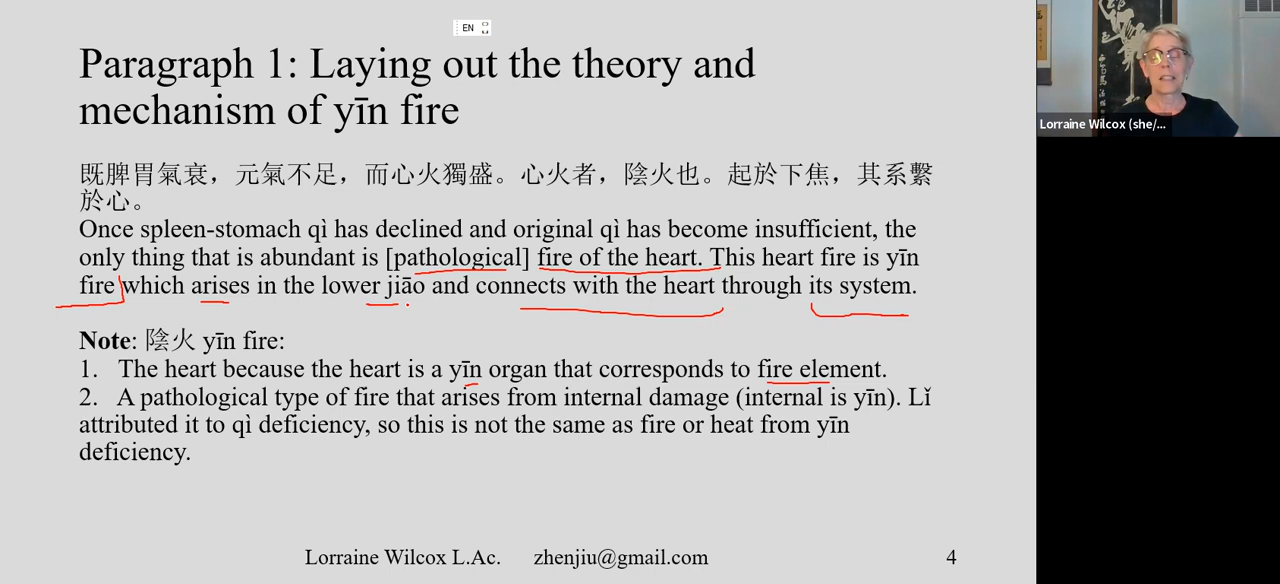 EN
Paragraph 1: Laying out the theory and
mechanism of yīn fire
既脾胃氣衰，元氣不足，而心火獨盛。心火者，陰火也。起於下焦，其系繫
於心。
Once spleen-stomach qì has declined and original qì has become insufficient, the
only thing that is abundant is [pathological] fire of the heart. This heart fire is yīn
fire which arises in the lower jiāo and connects with the heart through its system.
Note: 陰火 yīn fire:
1. The heart because the heart is a yīn organ that corresponds to fire element.
2. A pathological type of fire that arises from internal damage (internal is yīn). Lǐ
attributed it to qì deficiency, so this is not the same as fire or heat from yīn
deficiency.
Lorraine Wilcox L.Ac. zhenjiu@gmail.com 4
Lorraine Wilcox (she/...